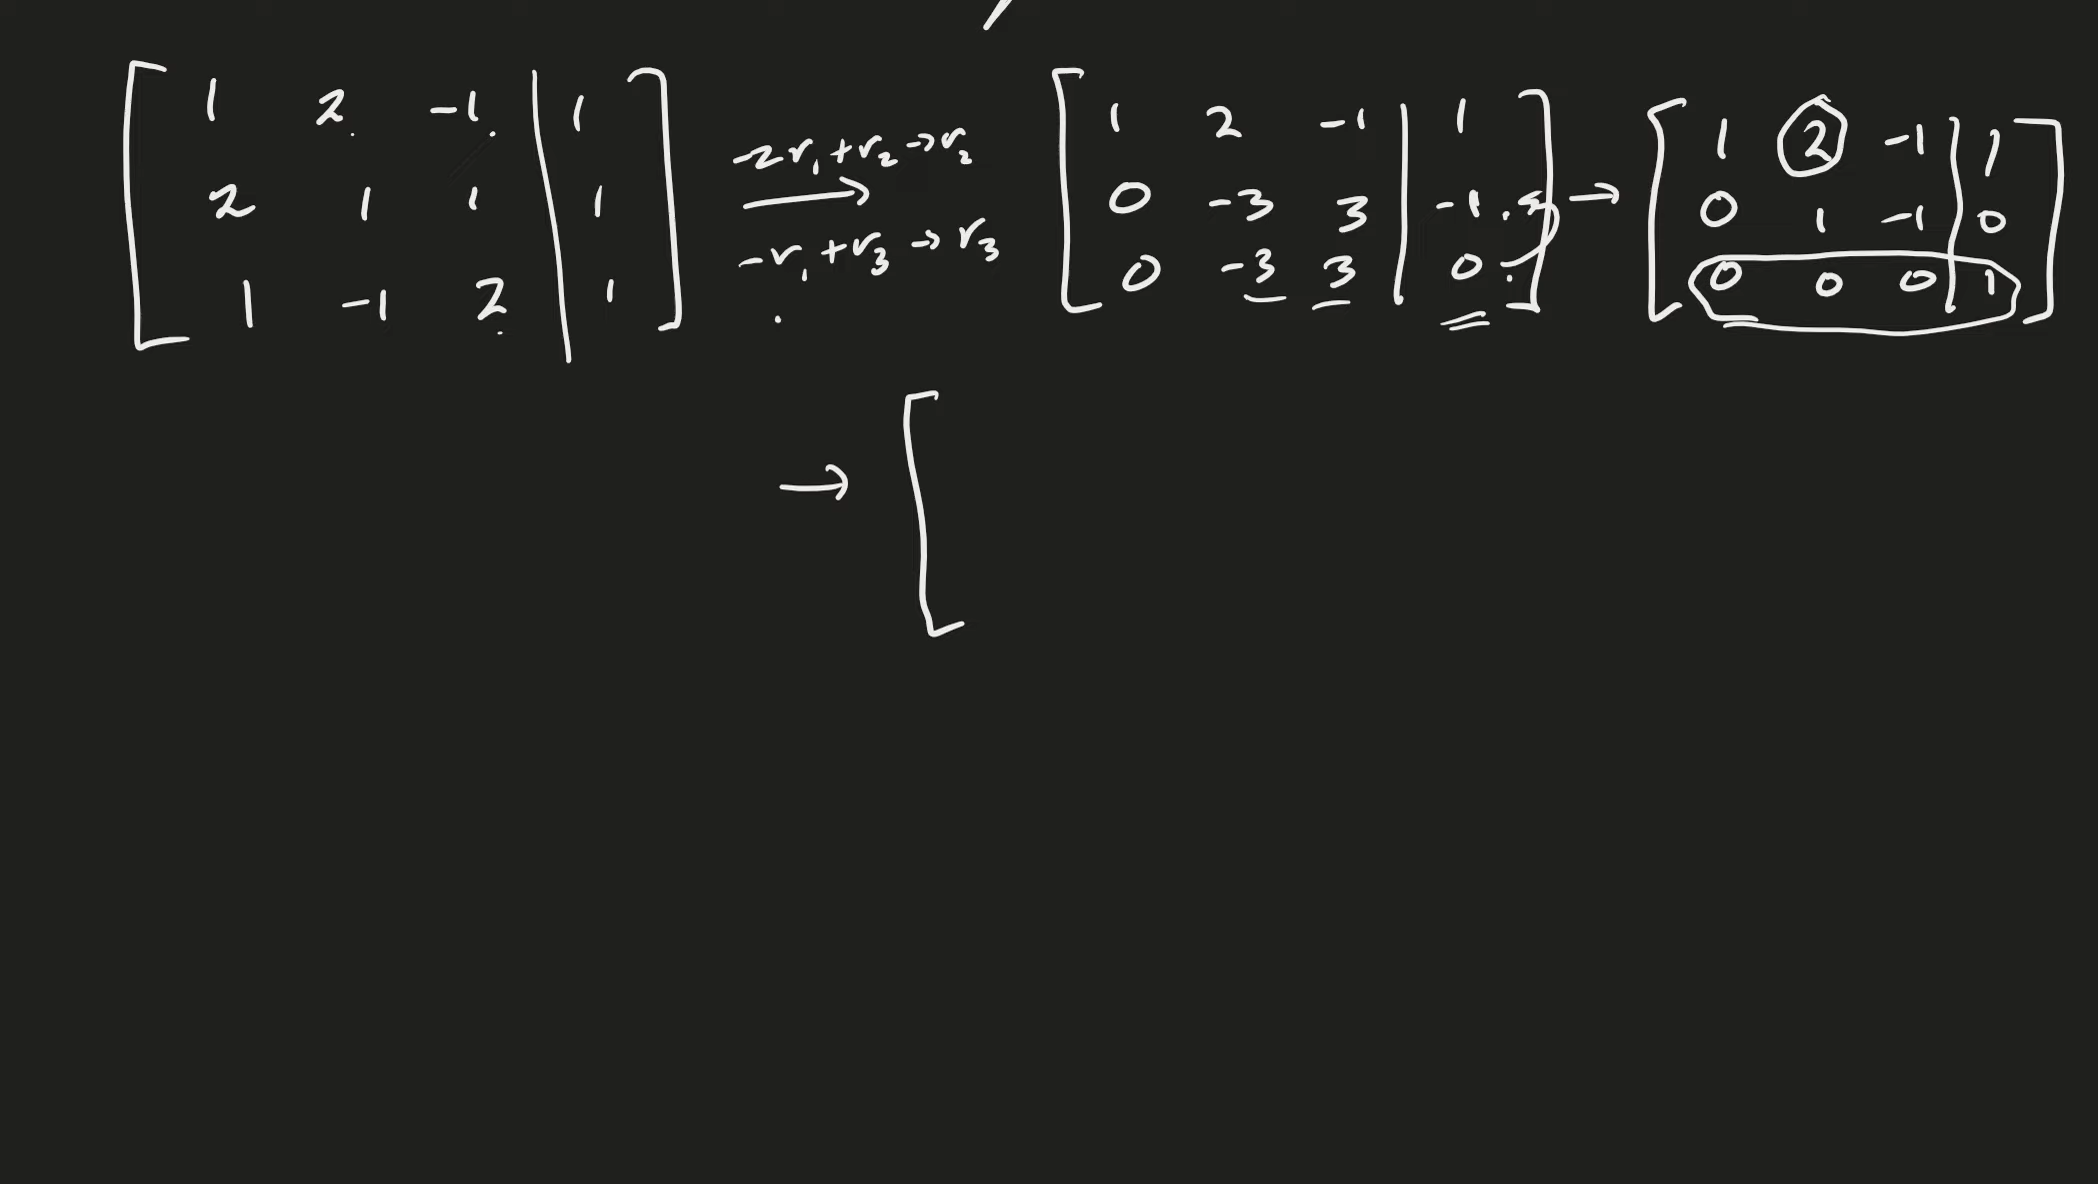 [ 1 2 -1 | 1 ] -2r₁+r₂→r₂ [ 1 2 -1 | 1 ] → [ 1 2 -1 | 1 ]
[ 2 1 1 | 1 ] → [ 0 -3 3 | -1 ] → [ 0 1 -1 | 0 ]
[ 1 -1 2 | 1 ] -r₁+r₃→r₃ [ 0 -3 3 | 0 ] [ 0 0 0 | 1 ]
→ [